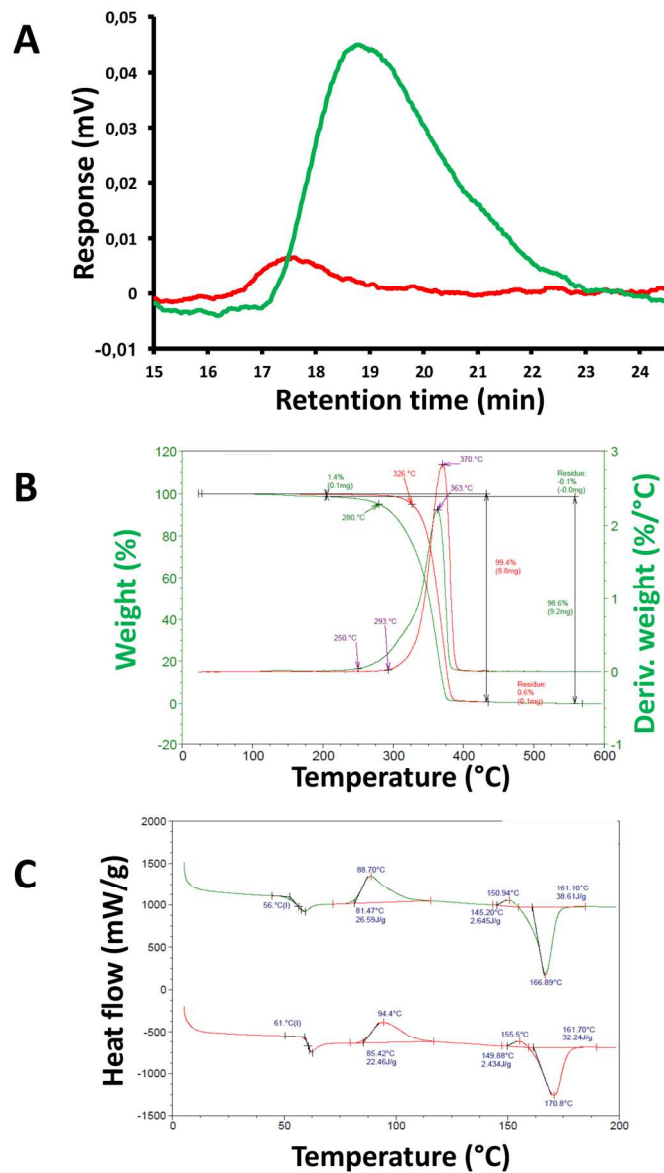 A
Response (mV)
0,05
0,04
0,03
0,02
0,01
0
-0,01
15 16 17 18 19 20 21 22 23 24
Retention time (min)
B
Weight (%)
Deriv. weight (%/°C)
120
100
80
60
40
20
0
-20
3
2
1
0
-1
1.4%
(0.1mg)
326 °C
370.°C
363.°C
280.°C
Residue:
-0.1%
(-0.0mg)
99.4%
(8.8mg)
98.6%
(9.2mg)
250.°C
293.°C
Residue:
0.6%
(0.1mg)
0 100 200 300 400 500 600
Temperature (°C)
C
Heat flow (mW/g)
2000
1500
1000
500
0
-500
-1000
-1500
56.°C(I)
88.70°C
81.47°C
26.59J/g
150.94°C
145.20°C
2.645J/g
161.10°C
38.61J/g
166.89°C
61.°C(I)
94.4°C
85.42°C
22.46J/g
155.5°C
149.88°C
2.434J/g
161.70°C
32.24J/g
170.8°C
0 50 100 150 200
Temperature (°C)